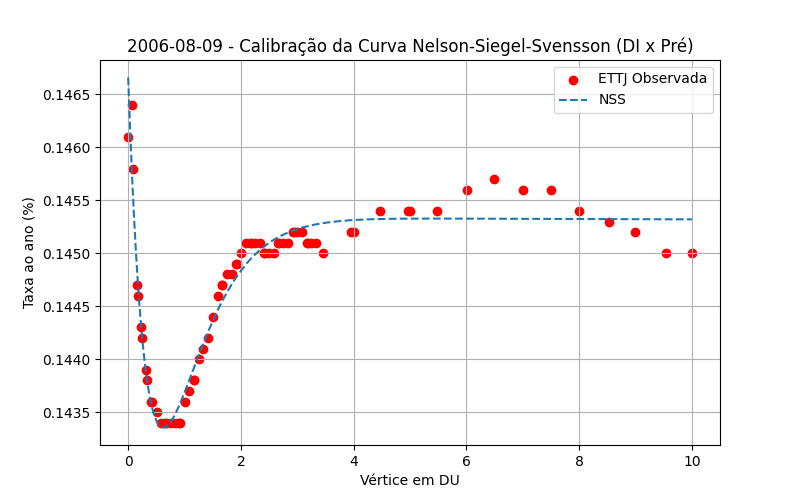 2006-08-09 - Calibração da Curva Nelson-Siegel-Svensson (DI x Pré)
ETTJ Observada
NSS
Taxa ao ano (%)
0.1465
0.1460
0.1455
0.1450
0.1445
0.1440
0.1435
0 2 4 6 8 10
Vértice em DU